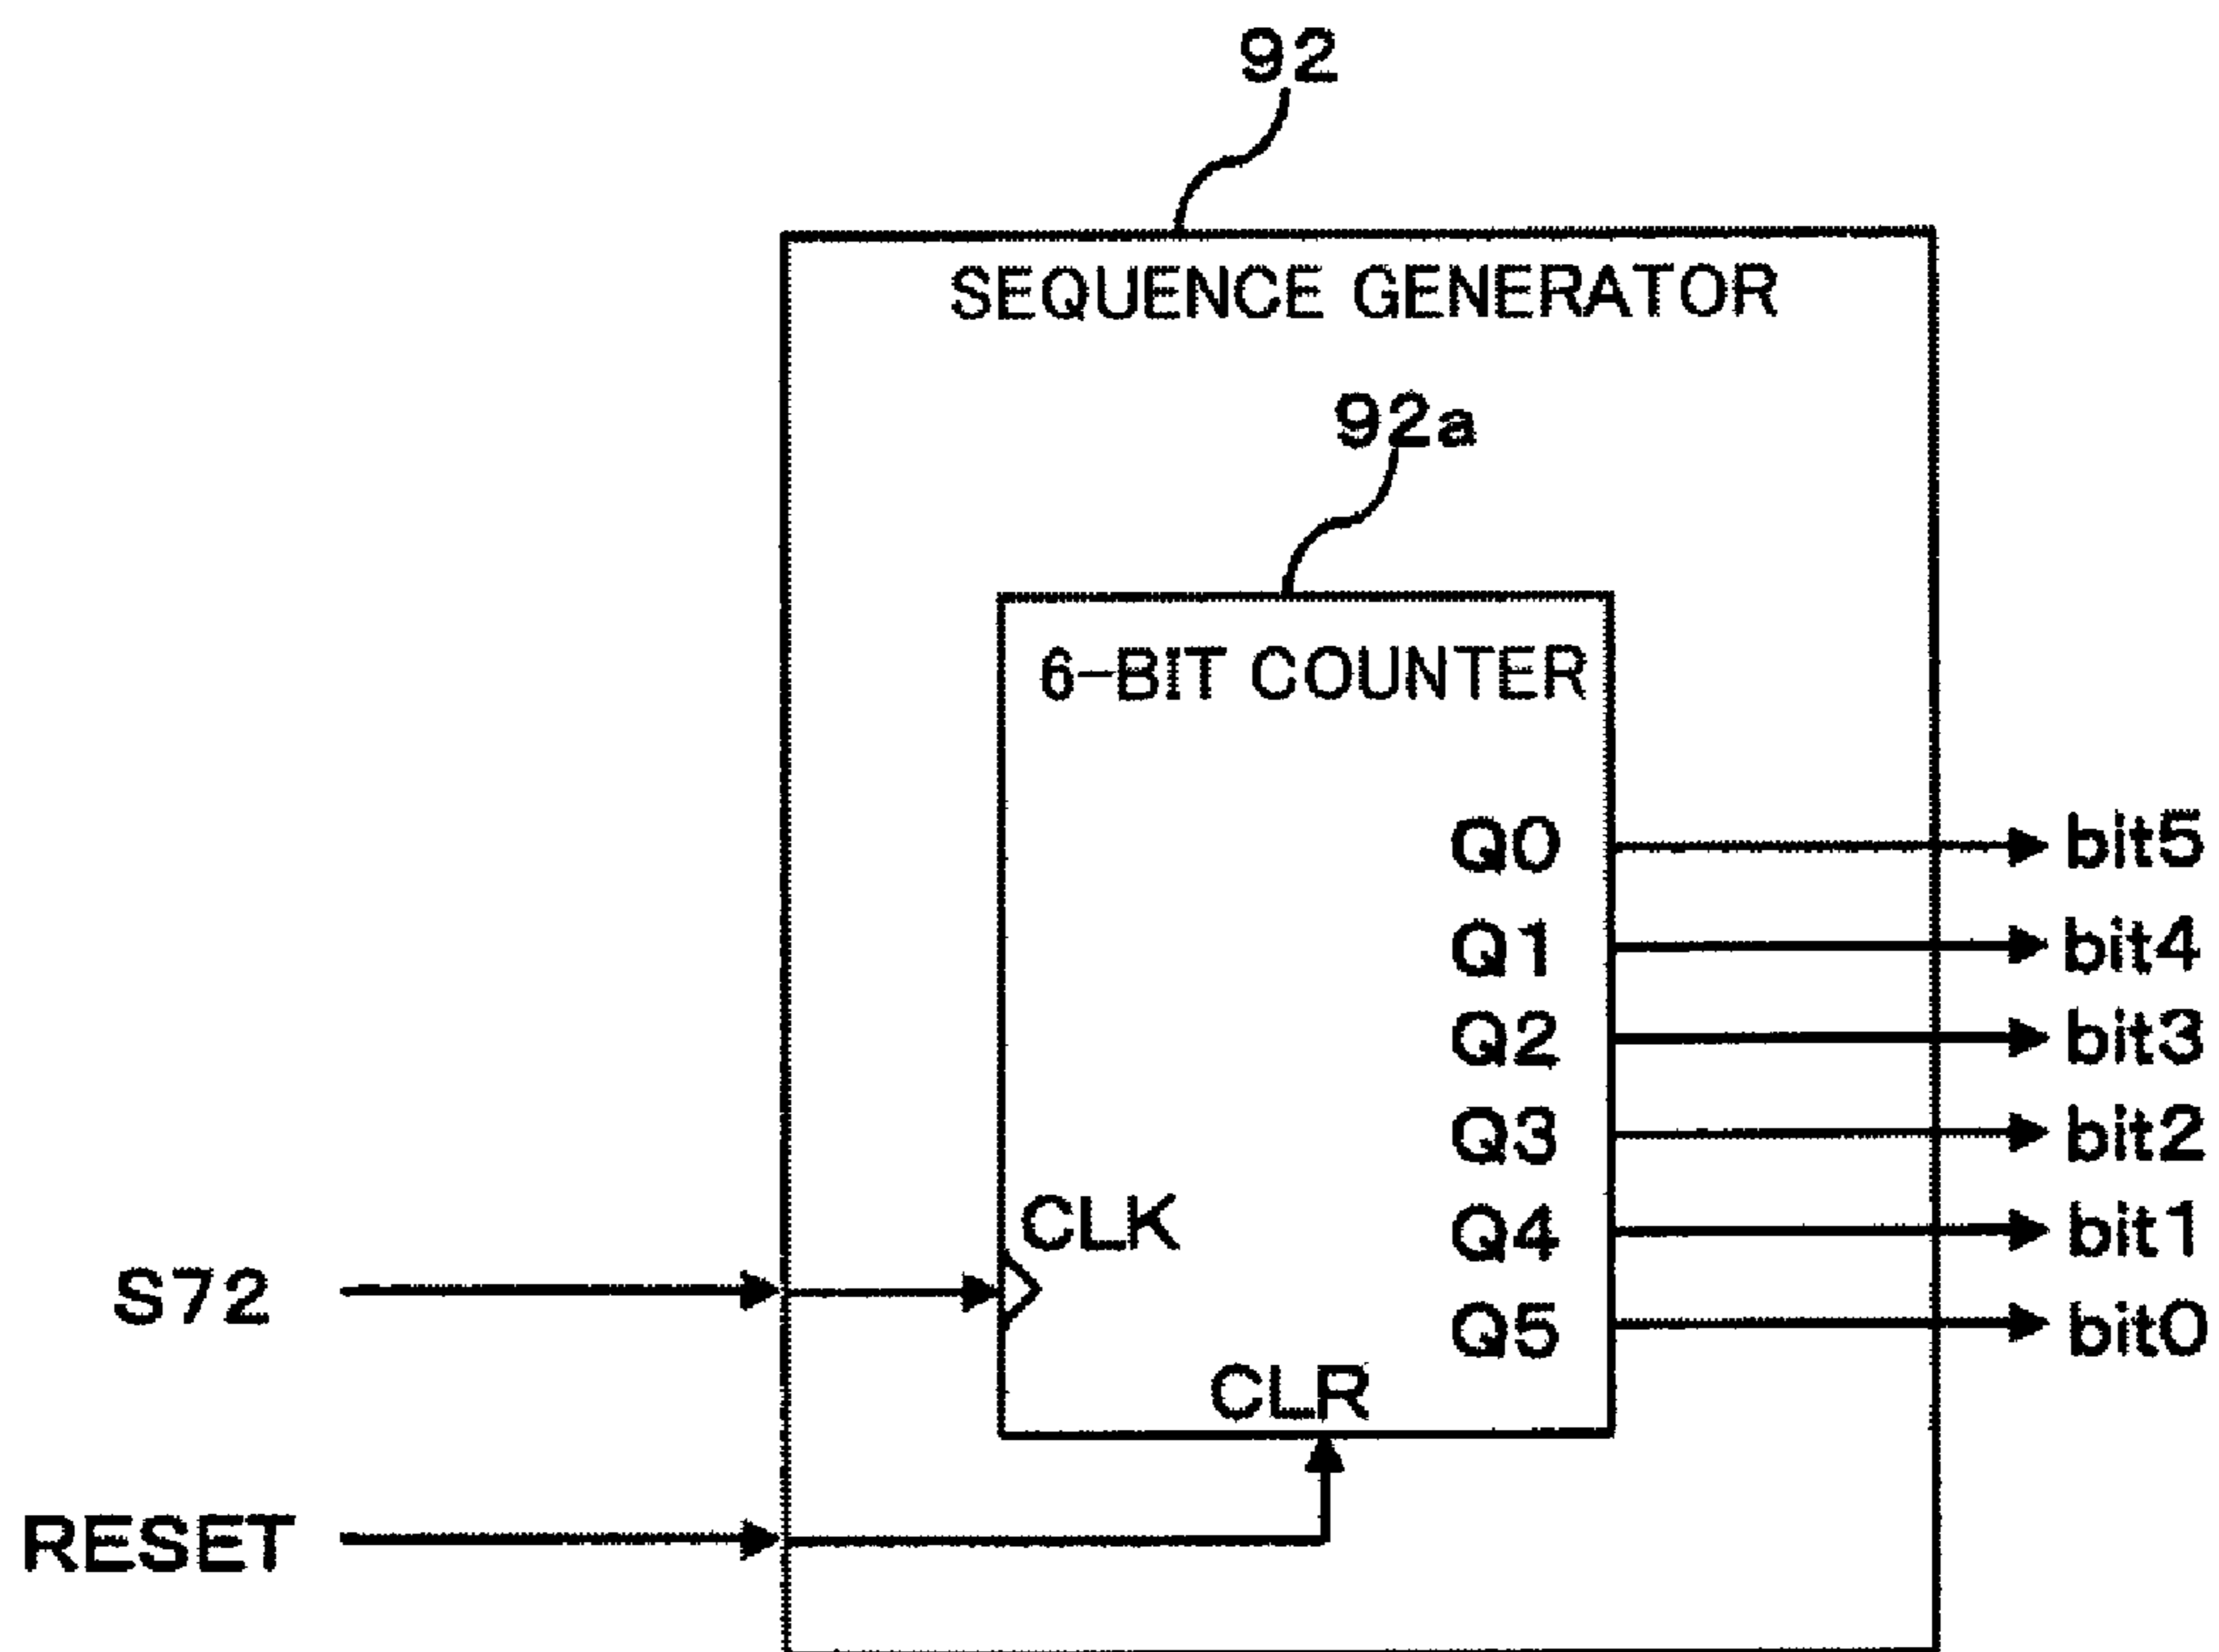 92
SEQUENCE GENERATOR
92a
6-BIT COUNTER
Q0
bit5
Q1
bit4
Q2
bit3
Q3
bit2
CLK
Q4
bit1
S72
Q5
bit0
CLR
RESET